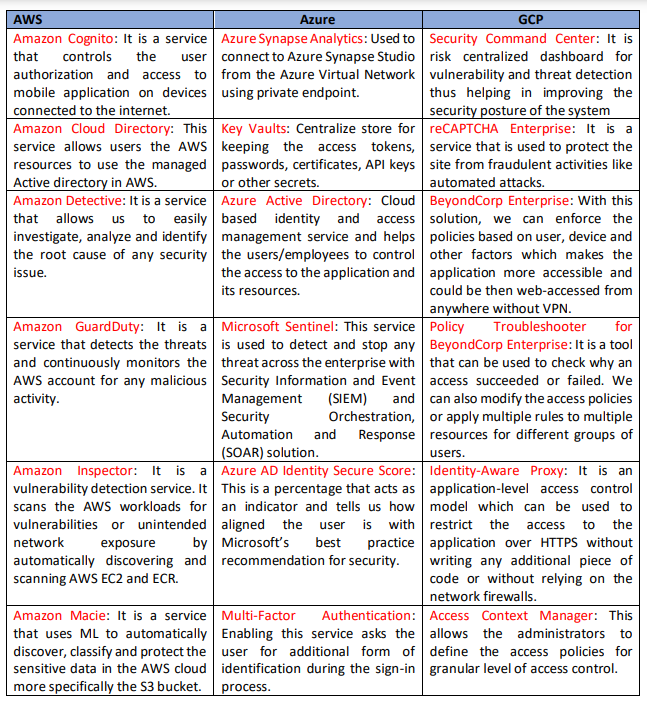 AWS
Azure
GCP
Amazon Cognito: It is a service
that controls the user
authorization and access to
mobile application on devices
connected to the internet.
Azure Synapse Analytics: Used to
connect to Azure Synapse Studio
from the Azure Virtual Network
using private endpoint.
Security Command Center: It is
risk centralized dashboard for
vulnerability and threat detection
thus helping in improving the
security posture of the system
Amazon Cloud Directory: This
service allows users the AWS
resources to use the managed
Active directory in AWS.
Key Vaults: Centralize store for
keeping the access tokens,
passwords, certificates, API keys
or other secrets.
reCAPTCHA Enterprise: It is a
service that is used to protect the
site from fraudulent activities like
automated attacks.
Amazon Detective: It is a service
that allows us to easily
investigate, analyze and identify
the root cause of any security
issue.
Azure Active Directory: Cloud
based identity and access
management service and helps
the users/employees to control
the access to the application and
its resources.
BeyondCorp Enterprise: With this
solution, we can enforce the
policies based on user, device and
other factors which makes the
application more accessible and
could be then web-accessed from
anywhere without VPN.
Amazon GuardDuty: It is a
service that detects the threats
and continuously monitors the
AWS account for any malicious
activity.
Microsoft Sentinel: This service
is used to detect and stop any
threat across the enterprise with
Security Information and Event
Management (SIEM) and
Security Orchestration,
Automation and Response
(SOAR) solution.
Policy Troubleshooter for
BeyondCorp Enterprise: It is a tool
that can be used to check why an
access succeeded or failed. We
can also modify the access policies
or apply multiple rules to multiple
resources for different groups of
users.
Amazon Inspector: It is a
vulnerability detection service. It
scans the AWS workloads for
vulnerabilities or unintended
network exposure by
automatically discovering and
scanning AWS EC2 and ECR.
Azure AD Identity Secure Score:
This is a percentage that acts as
an indicator and tells us how
aligned the user is with
Microsoft's best practice
recommendation for security.
Identity-Aware Proxy: It is an
application-level access control
model which can be used to
restrict the access to the
application over HTTPS without
writing any additional piece of
code or without relying on the
network firewalls.
Amazon Macie: It is a service
that uses ML to automatically
discover, classify and protect the
sensitive data in the AWS cloud
more specifically the S3 bucket.
Multi-Factor Authentication:
Enabling this service asks the
user for additional form of
identification during the sign-in
process.
Access Context Manager: This
allows the administrators to
define the access policies for
granular level of access control.